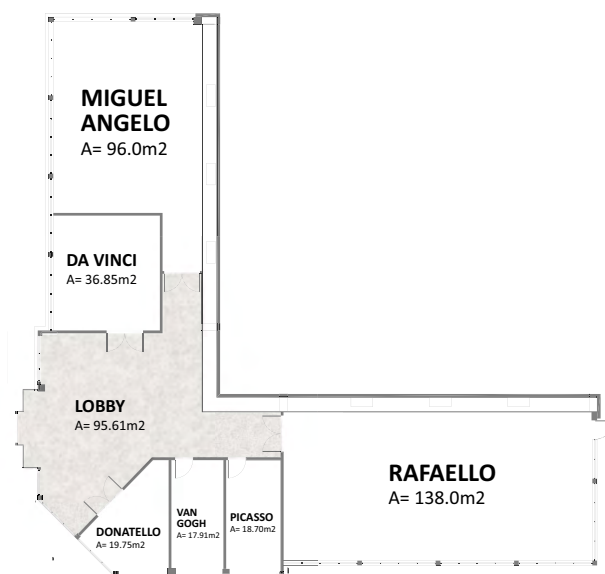 MIGUEL
ANGELO
A= 96.0m2
DA VINCI
A= 36.85m2
LOBBY
A= 95.61m2
RAFAELLO
A= 138.0m2
DONATELLO
A= 19.75m2
VAN
GOGH
A= 17.91m2
PICASSO
A= 18.70m2